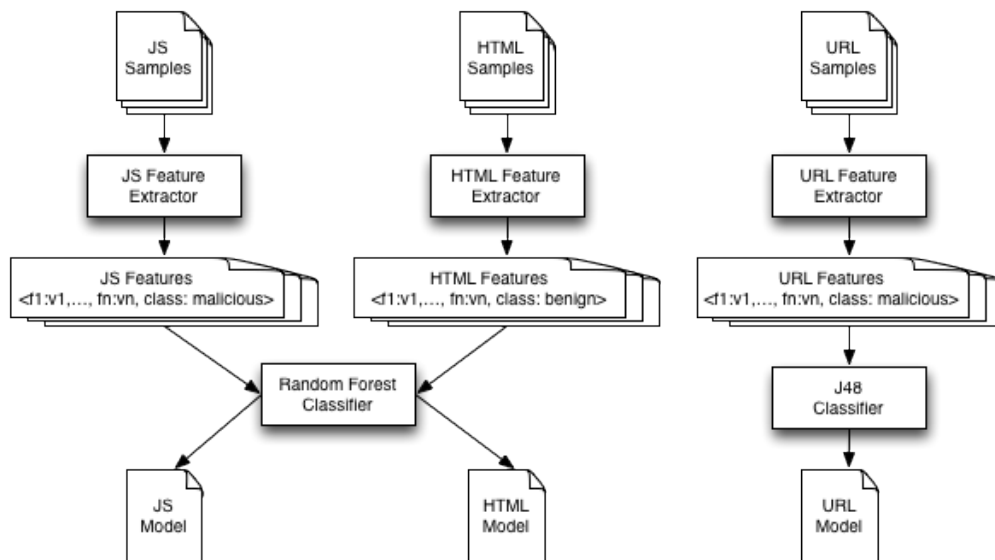 JS
Samples
HTML
Samples
URL
Samples
JS Feature
Extractor
HTML Feature
Extractor
URL Feature
Extractor
JS Features
<f1:v1,..., fn:vn, class: malicious>
HTML Features
<f1:v1,..., fn:vn, class: benign>
URL Features
<f1:v1,..., fn:vn, class: malicious>
Random Forest
Classifier
J48
Classifier
JS
Model
HTML
Model
URL
Model